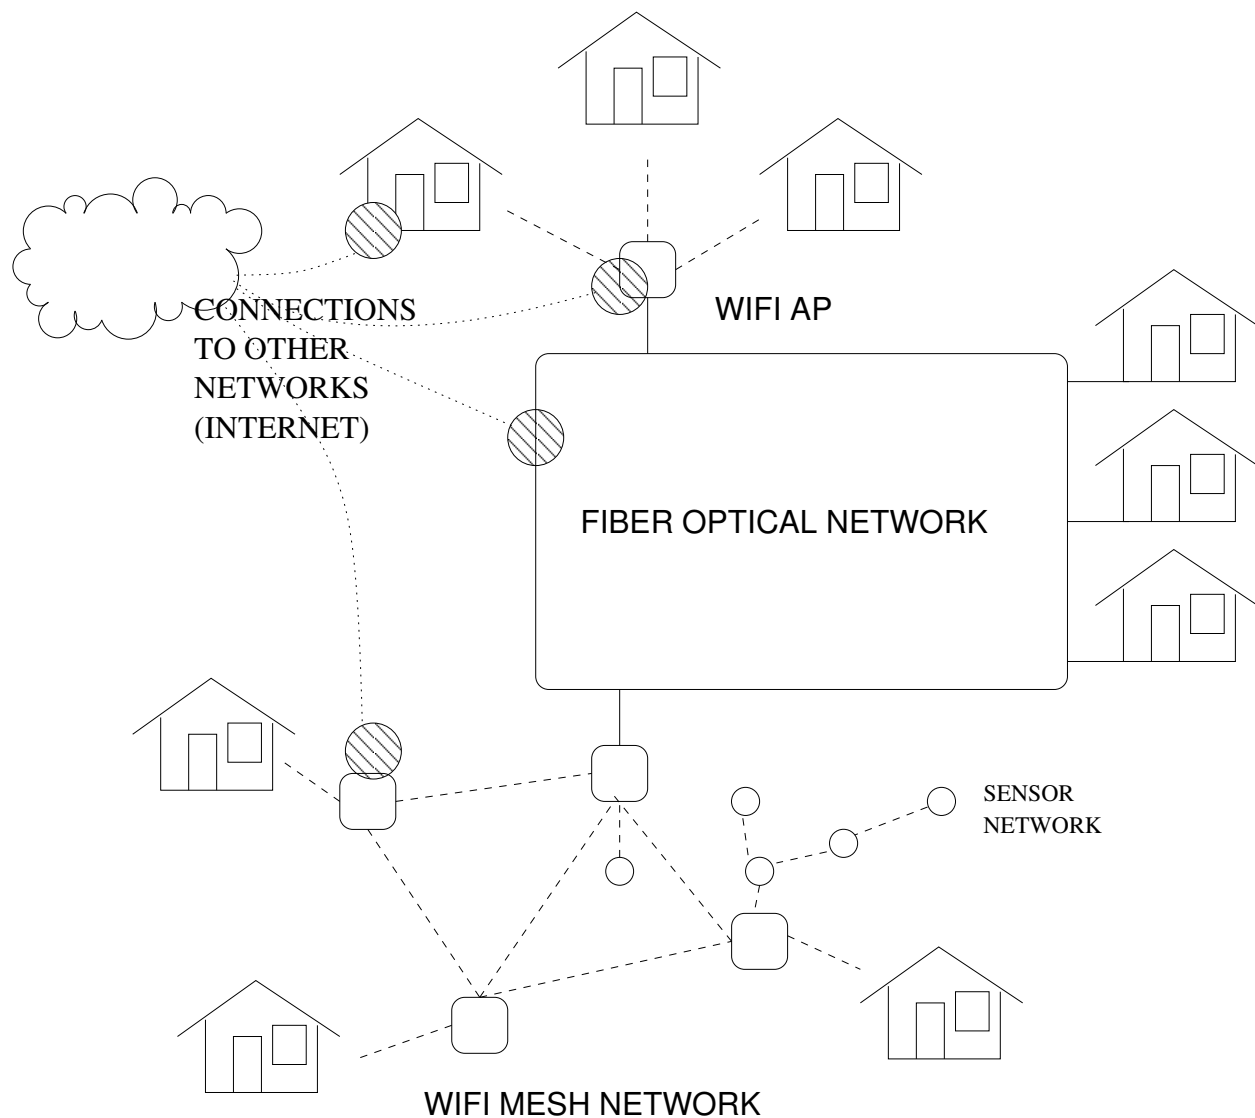 WIFI AP
CONNECTIONS
TO OTHER
NETWORKS
(INTERNET)
FIBER OPTICAL NETWORK
SENSOR
NETWORK
WIFI MESH NETWORK